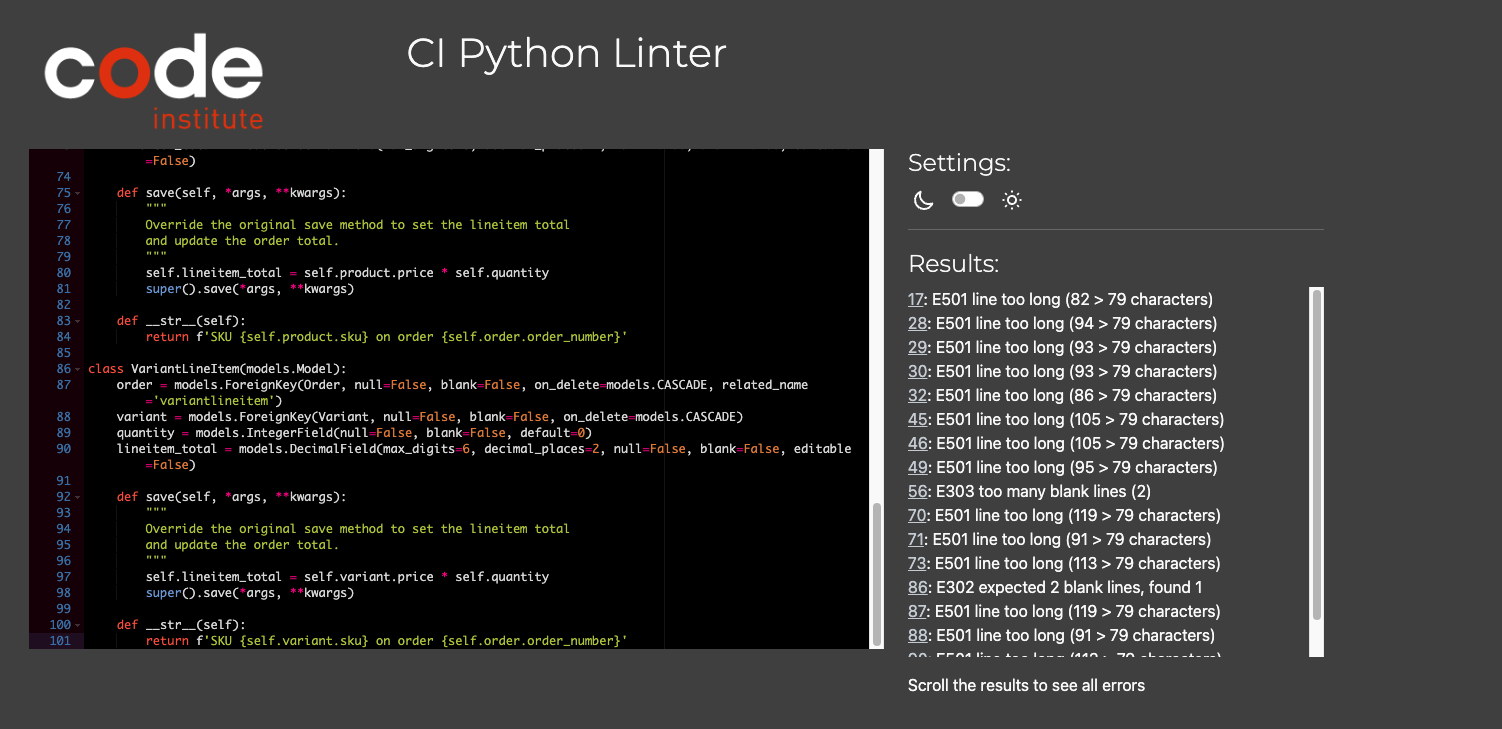 code
institute
CI Python Linter
=False)
74
75 def save(self, *args, **kwargs):
76 """
77 Override the original save method to set the lineitem total
78 and update the order total.
79 """
80 self.lineitem_total = self.product.price * self.quantity
81 super().save(*args, **kwargs)
82
83 def __str__(self):
84 return f'SKU {self.product.sku} on order {self.order.order_number}'
85
86 class VariantLineItem(models.Model):
87 order = models.ForeignKey(Order, null=False, blank=False, on_delete=models.CASCADE, related_name
='variantlineitem')
88 variant = models.ForeignKey(Variant, null=False, blank=False, on_delete=models.CASCADE)
89 quantity = models.IntegerField(null=False, blank=False, default=0)
90 lineitem_total = models.DecimalField(max_digits=6, decimal_places=2, null=False, blank=False, editable
=False)
91
92 def save(self, *args, **kwargs):
93 """
94 Override the original save method to set the lineitem total
95 and update the order total.
96 """
97 self.lineitem_total = self.variant.price * self.quantity
98 super().save(*args, **kwargs)
99
100 def __str__(self):
101 return f'SKU {self.variant.sku} on order {self.order.order_number}'
Settings:
Results:
17: E501 line too long (82 > 79 characters)
28: E501 line too long (94 > 79 characters)
29: E501 line too long (93 > 79 characters)
30: E501 line too long (93 > 79 characters)
32: E501 line too long (86 > 79 characters)
45: E501 line too long (105 > 79 characters)
46: E501 line too long (105 > 79 characters)
49: E501 line too long (95 > 79 characters)
56: E303 too many blank lines (2)
70: E501 line too long (119 > 79 characters)
71: E501 line too long (91 > 79 characters)
73: E501 line too long (113 > 79 characters)
86: E302 expected 2 blank lines, found 1
87: E501 line too long (119 > 79 characters)
88: E501 line too long (91 > 79 characters)
Scroll the results to see all errors